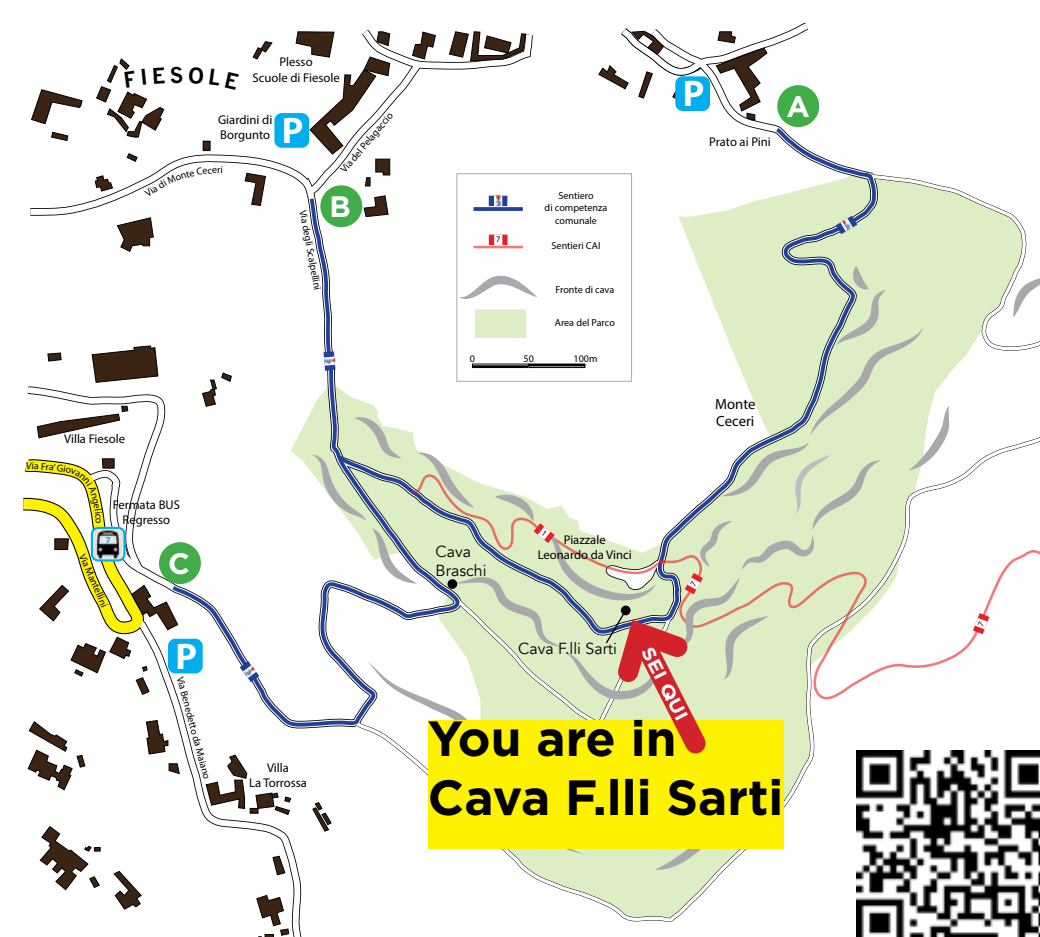 FIESOLE
Plesso
Scuole di Fiesole
Giardini di
Borgunto
P
P
A
Prato ai Pini
Via del Pelagaccio
Via di Monte Ceceri
B
Via degli Scalpellini
Sentiero
di competenza
comunale
7
Sentieri CAI
Fronte di cava
Area del Parco
0 50 100m
Monte
Ceceri
Villa Fiesole
Via Fra' Giovanni Angelico
Fermata BUS
Regresso
7
Via Mantellini
C
P
Via Benedetto da Maiano
Villa
La Torrossa
Cava
Braschi
1
Piazzale
Leonardo da Vinci
7
7
Cava F.lli Sarti
SEI QUI
You are in
Cava F.lli Sarti